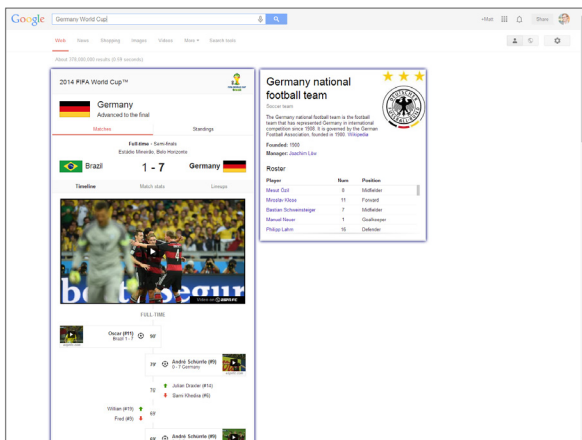 Google
Germany World Cup
+Matt
Share
Web News Shopping Images Videos More Search tools
2014 FIFA World Cup™
Germany
Advanced to the final
Matches Standings
Full-time - Semi-finals
Estádio Mineirão, Belo Horizonte
Brazil 1 - 7 Germany
Timeline Match stats Lineups
FULL-TIME
Oscar (#11) 90'
Brazil 1 - 7
79' André Schürrle (#9)
0 - 7 Germany
76' Julian Draxler (#14)
Sami Khedira (#6)
Willian (#19) 69'
Fred (#9)
69' André Schürrle (#9)
Germany national
football team
Soccer team
The Germany national football team is the football
team that has represented Germany in international
competition since 1908. It is governed by the German
Football Association, founded in 1900. Wikipedia
Founded: 1900
Manager: Joachim Löw
Roster
Player Num Position
Mesut Özil 8 Midfielder
Miroslav Klose 11 Forward
Bastian Schweinsteiger 7 Midfielder
Manuel Neuer 1 Goalkeeper
Philipp Lahm 16 Defender